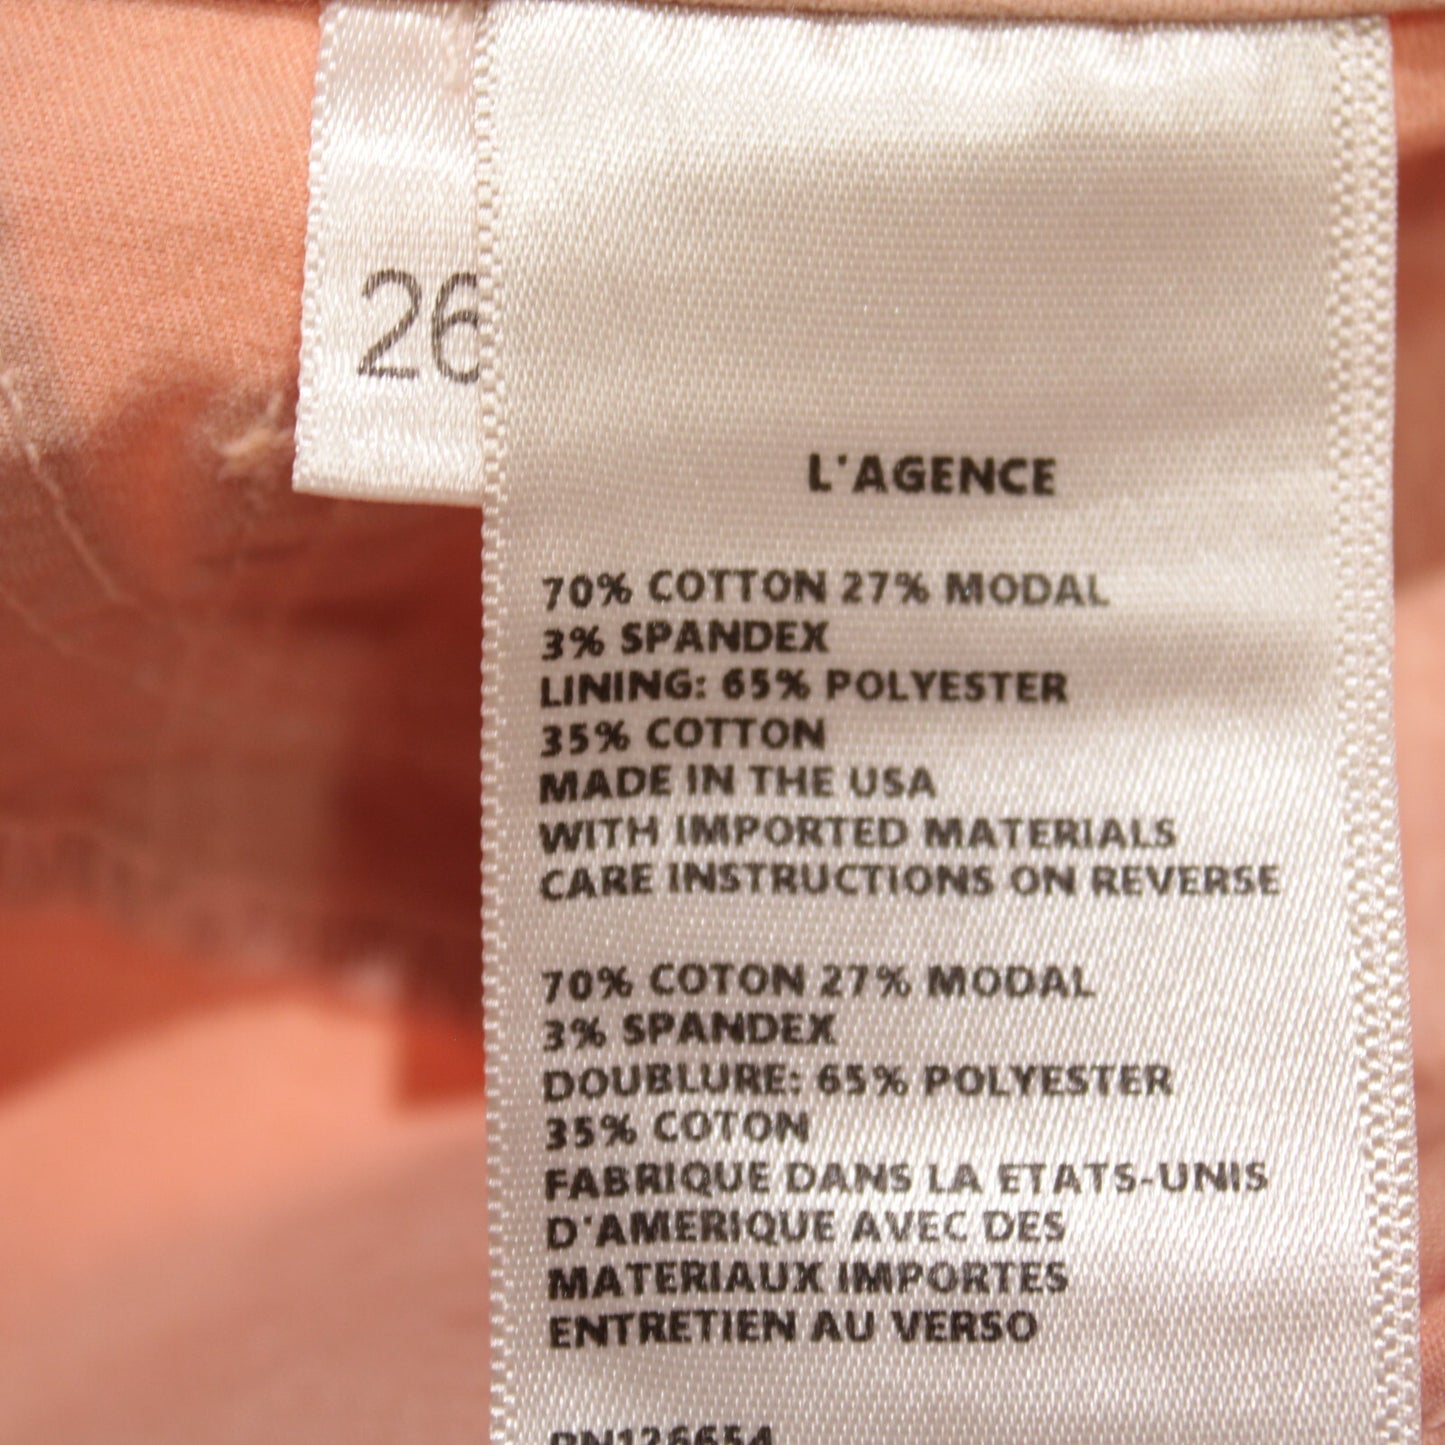 26
L'AGENCE
70% COTTON 27% MODAL
3% SPANDEX
LINING: 65% POLYESTER
35% COTTON
MADE IN THE USA
WITH IMPORTED MATERIALS
CARE INSTRUCTIONS ON REVERSE
70% COTON 27% MODAL
3% SPANDEX
DOUBLURE: 65% POLYESTER
35% COTON
FABRIQUE DANS LA ETATS-UNIS
D'AMERIQUE AVEC DES
MATERIAUX IMPORTES
ENTRETIEN AU VERSO
RN126654